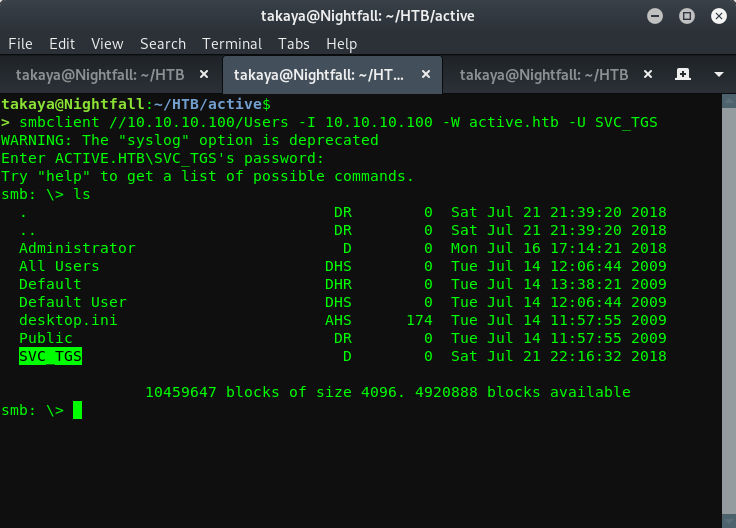 takaya@Nightfall: ~/HTB/active
File Edit View Search Terminal Tabs Help
takaya@Nightfall: ~/HTB × takaya@Nightfall: ~/HT... × takaya@Nightfall: ~/HTB ×
takaya@Nightfall:~/HTB/active$
> smbclient //10.10.10.100/Users -I 10.10.10.100 -W active.htb -U SVC_TGS
WARNING: The "syslog" option is deprecated
Enter ACTIVE.HTB\SVC_TGS's password:
Try "help" to get a list of possible commands.
smb: \> ls
  .                                  DR        0  Sat Jul 21 21:39:20 2018
  ..                                 DR        0  Sat Jul 21 21:39:20 2018
  Administrator                       D        0  Mon Jul 16 17:14:21 2018
  All Users                         DHS        0  Tue Jul 14 12:06:44 2009
  Default                           DHR        0  Tue Jul 14 13:38:21 2009
  Default User                      DHS        0  Tue Jul 14 12:06:44 2009
  desktop.ini                       AHS      174  Tue Jul 14 11:57:55 2009
  Public                             DR        0  Tue Jul 14 11:57:55 2009
  SVC_TGS                             D        0  Sat Jul 21 22:16:32 2018
10459647 blocks of size 4096. 4920888 blocks available
smb: \>